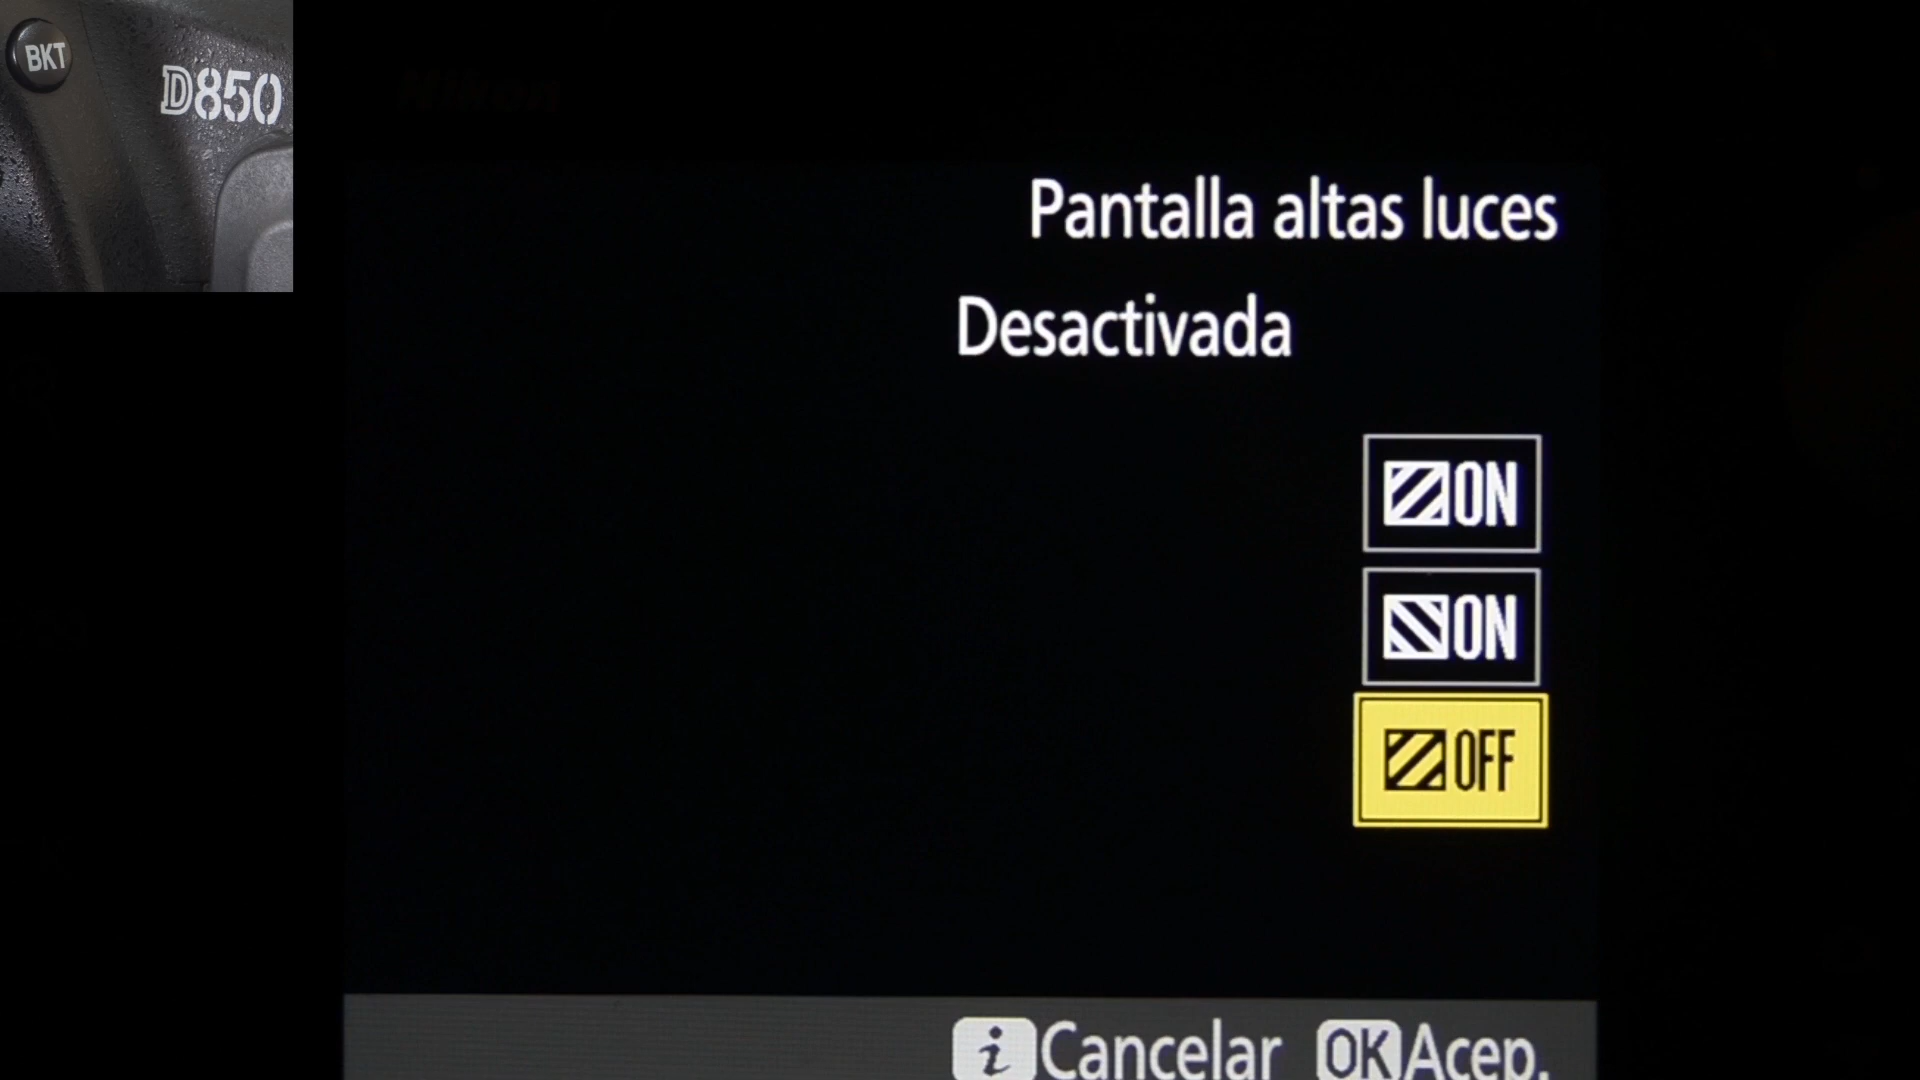 BKT
D850
Pantalla altas luces
Desactivada
ON
ON
OFF
i Cancelar OK Acep.